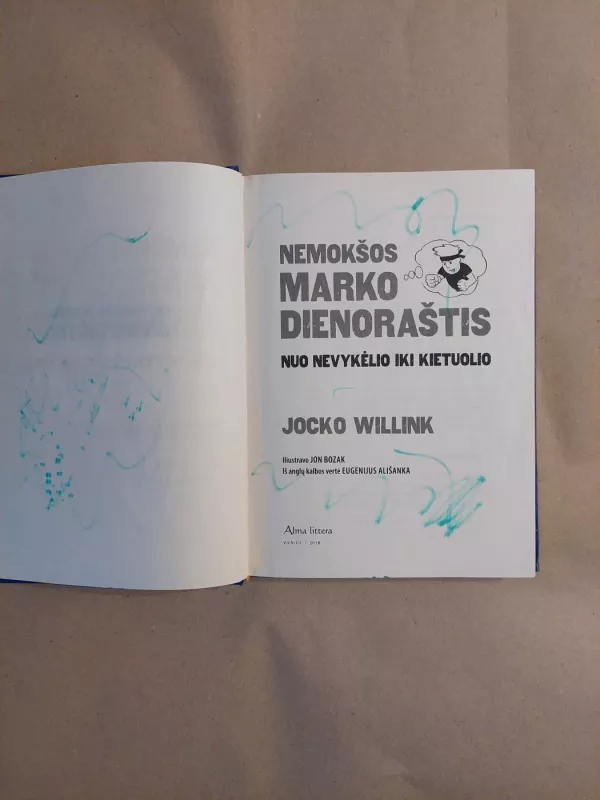 NEMOKŠOS
MARKO
DIENORAŠTIS
NUO NEVYKĖLIO IKI KIETUOLIO
JOCKO WILLINK
Iliustravo JON BOZAK
Iš anglų kalbos vertė EUGENIJUS ALIŠANKA
Alma littera
VILNIUS / 2018